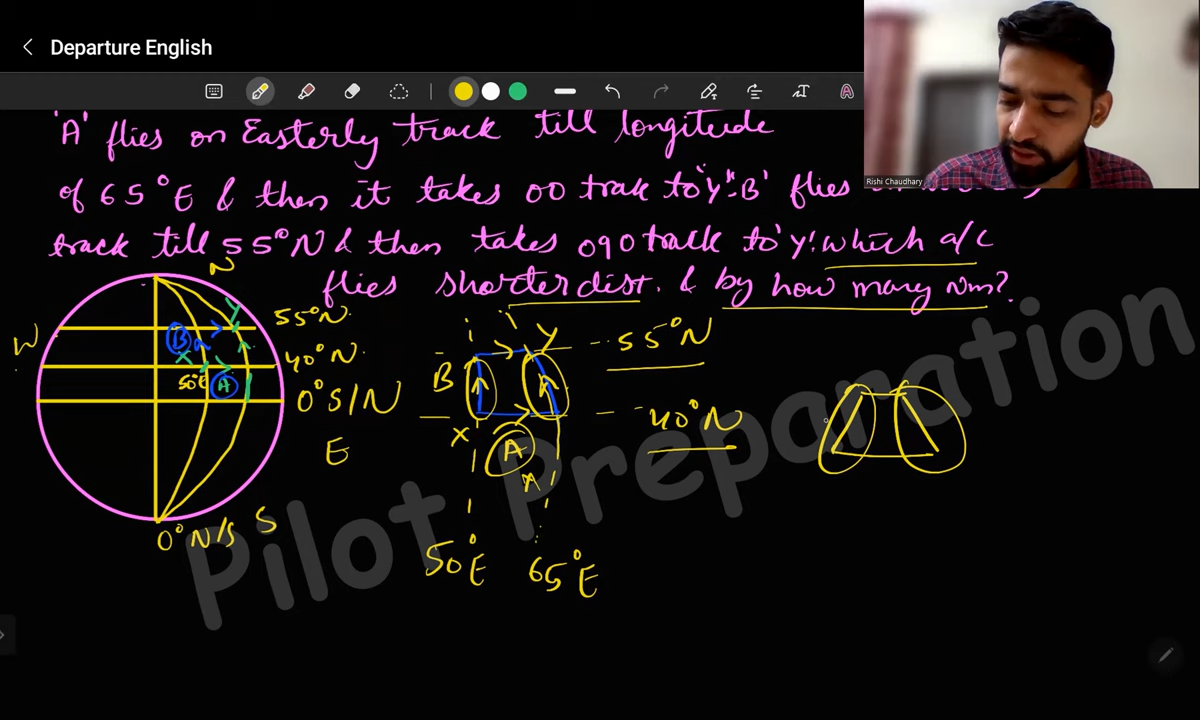 Departure English
Rishi Chaudhary
'A' flies on Easterly track till longitude
of 65°E & then it takes 00 trak to "Y" 'B' flies
track till 55°N & then takes 090 track to 'Y'. which a/c
flies shorter dist. & by how many Nm?
N
W
Y
B
X
50°E
A
55°N.
40°N.
0°S/N
E
0°N/S S
Y
B
X
A
55°N
40°N
50°E
65°E
Pilot Preparation